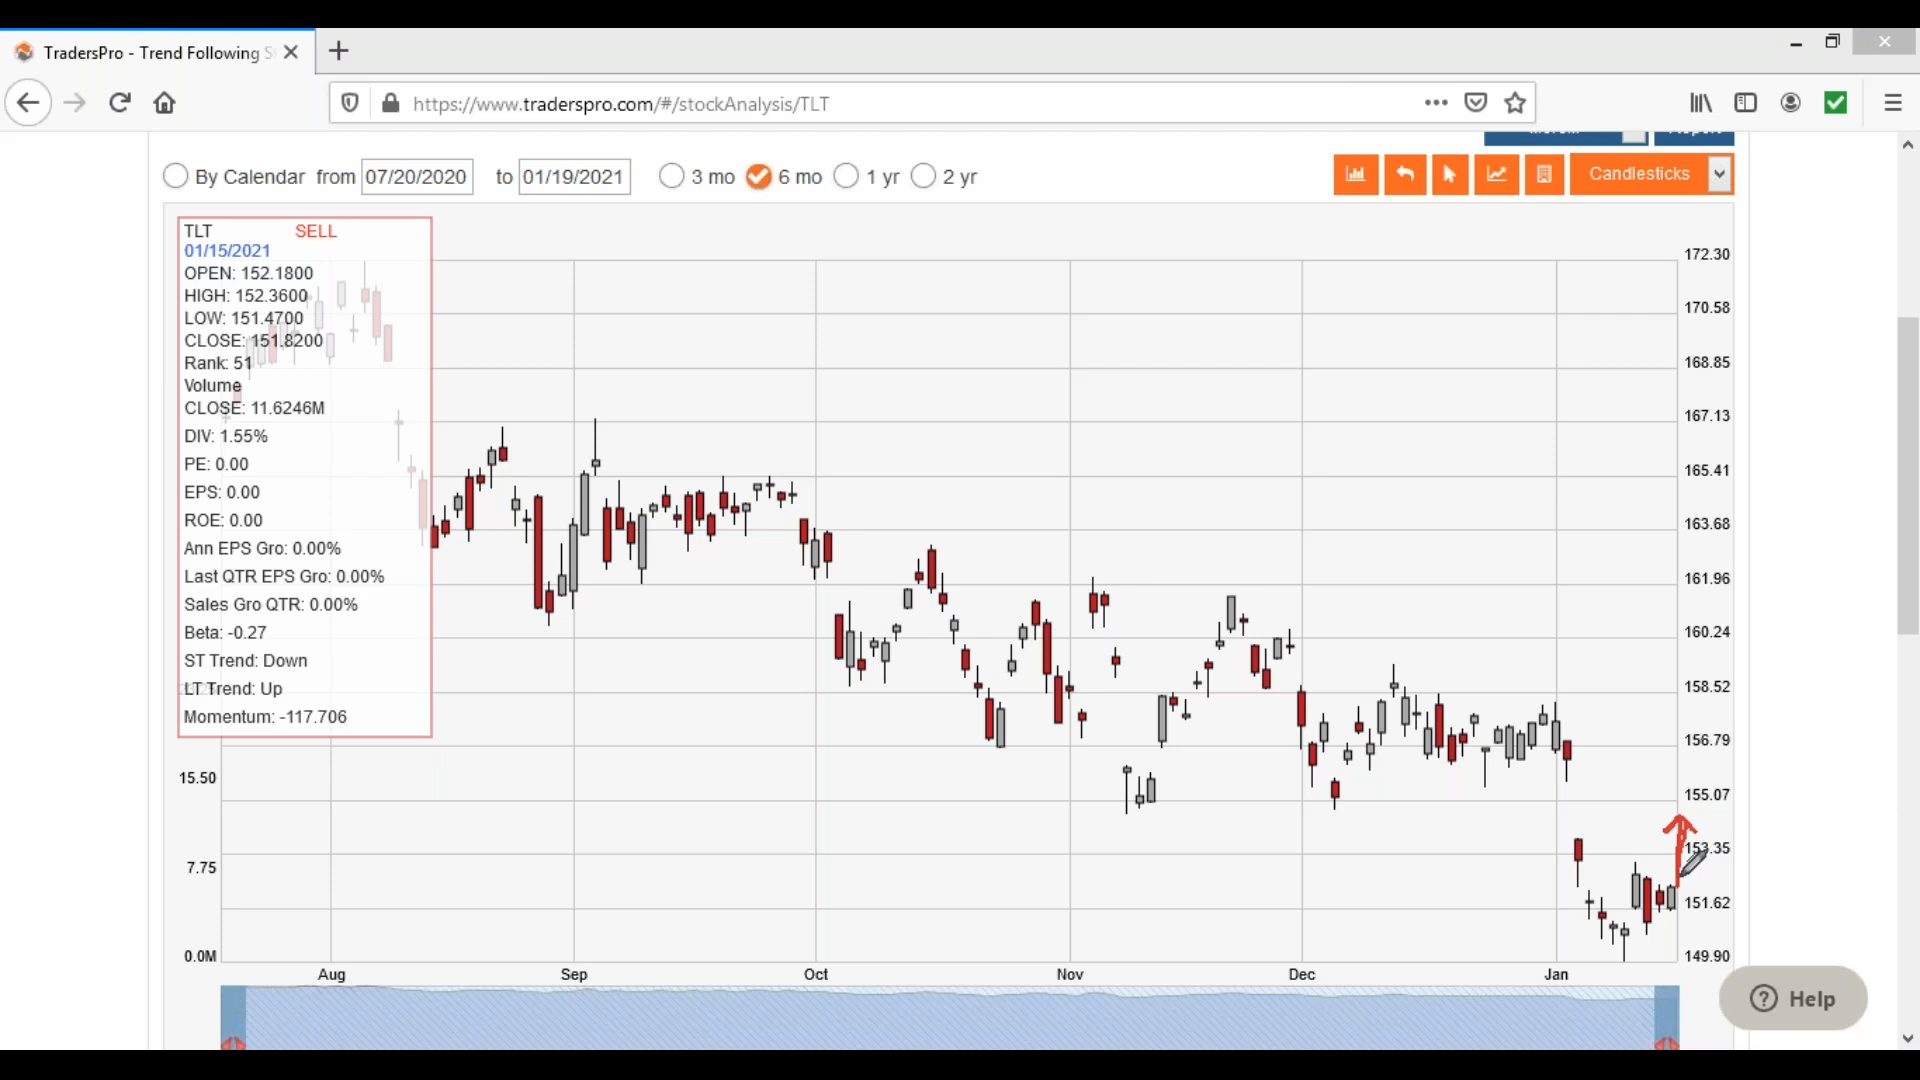 TradersPro - Trend Following S
https://www.traderspro.com/#/stockAnalysis/TLT
By Calendar from 07/20/2020 to 01/19/2021 3 mo 6 mo 1 yr 2 yr
Candlesticks
TLT SELL
01/15/2021
OPEN: 152.1800
HIGH: 152.3600
LOW: 151.4700
CLOSE: 151.8200
Rank: 51
Volume
CLOSE: 11.6246M
DIV: 1.55%
PE: 0.00
EPS: 0.00
ROE: 0.00
Ann EPS Gro: 0.00%
Last QTR EPS Gro: 0.00%
Sales Gro QTR: 0.00%
Beta: -0.27
ST Trend: Down
LT Trend: Up
Momentum: -117.706
172.30
170.58
168.85
167.13
165.41
163.68
161.96
160.24
158.52
156.79
155.07
153.35
151.62
149.90
15.50
7.75
0.0M
Aug Sep Oct Nov Dec Jan
Help